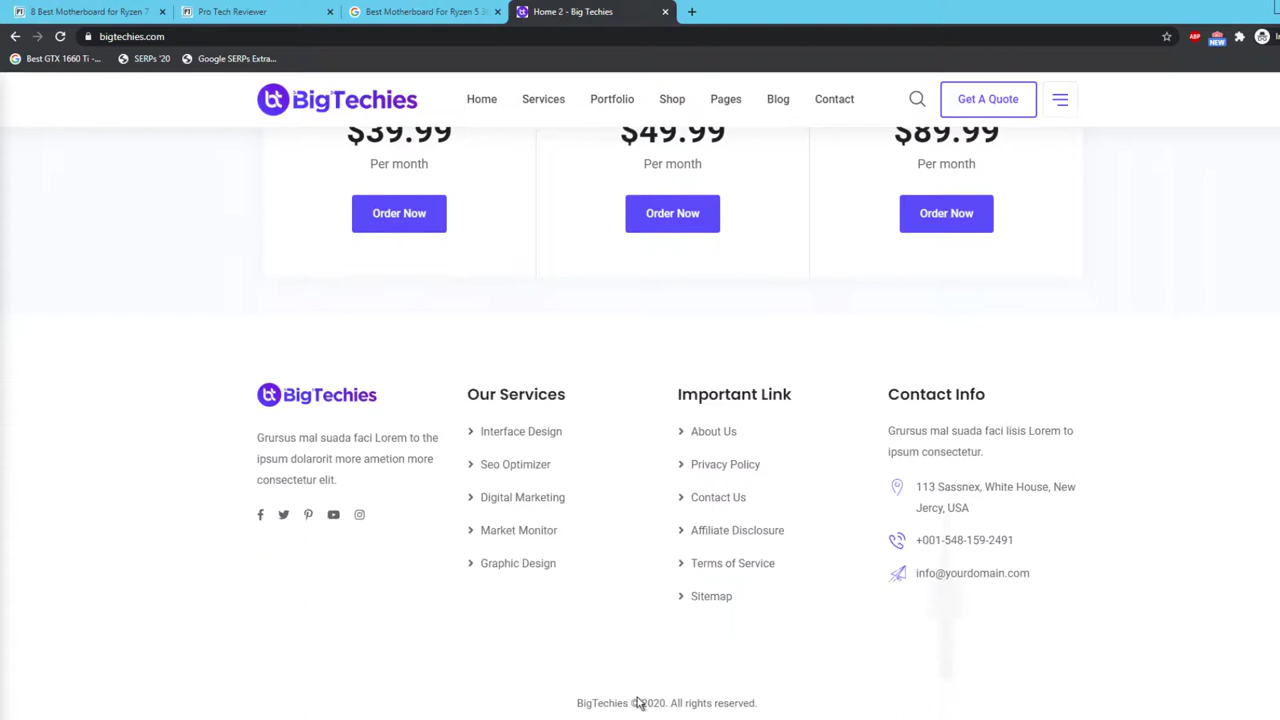 8 Best Motherboard for Ryzen 7
Pro Tech Reviewer
Best Motherboard For Ryzen 5 3
Home 2 - Big Techies
bigtechies.com
ABP
NEW
Best GTX 1660 Ti -...
SERPs '20
Google SERPs Extra...
bt BigTechies
Home
Services
Portfolio
Shop
Pages
Blog
Contact
Get A Quote
$39.99
$49.99
$89.99
Per month
Per month
Per month
Order Now
Order Now
Order Now
bt BigTechies
Grursus mal suada faci Lorem to the
ipsum dolarorit more ametion more
consectetur elit.
Our Services
Interface Design
Seo Optimizer
Digital Marketing
Market Monitor
Graphic Design
Important Link
About Us
Privacy Policy
Contact Us
Affiliate Disclosure
Terms of Service
Sitemap
Contact Info
Grursus mal suada faci lisis Lorem to
ipsum consectetur.
113 Sassnex, White House, New
Jercy, USA
+001-548-159-2491
info@yourdomain.com
BigTechies © 2020. All rights reserved.